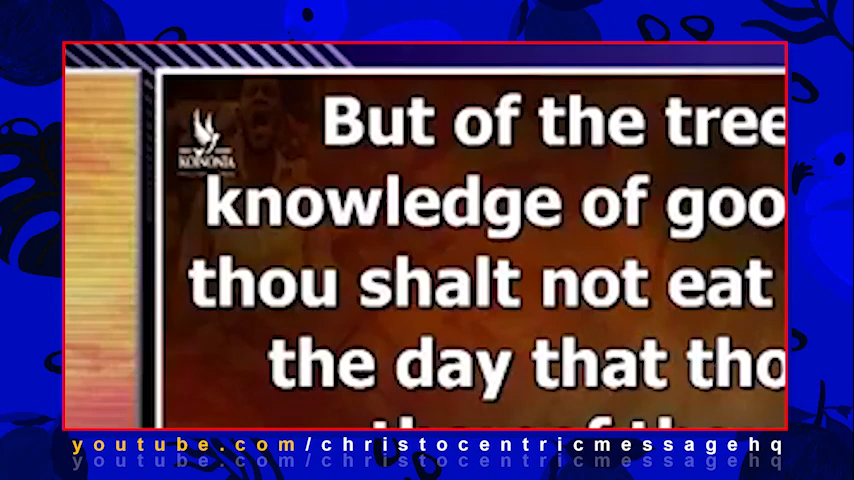 But of the tree
KOINONIA
knowledge of goo
thou shalt not eat
the day that tho
youtube.com/christocentricmessagehq